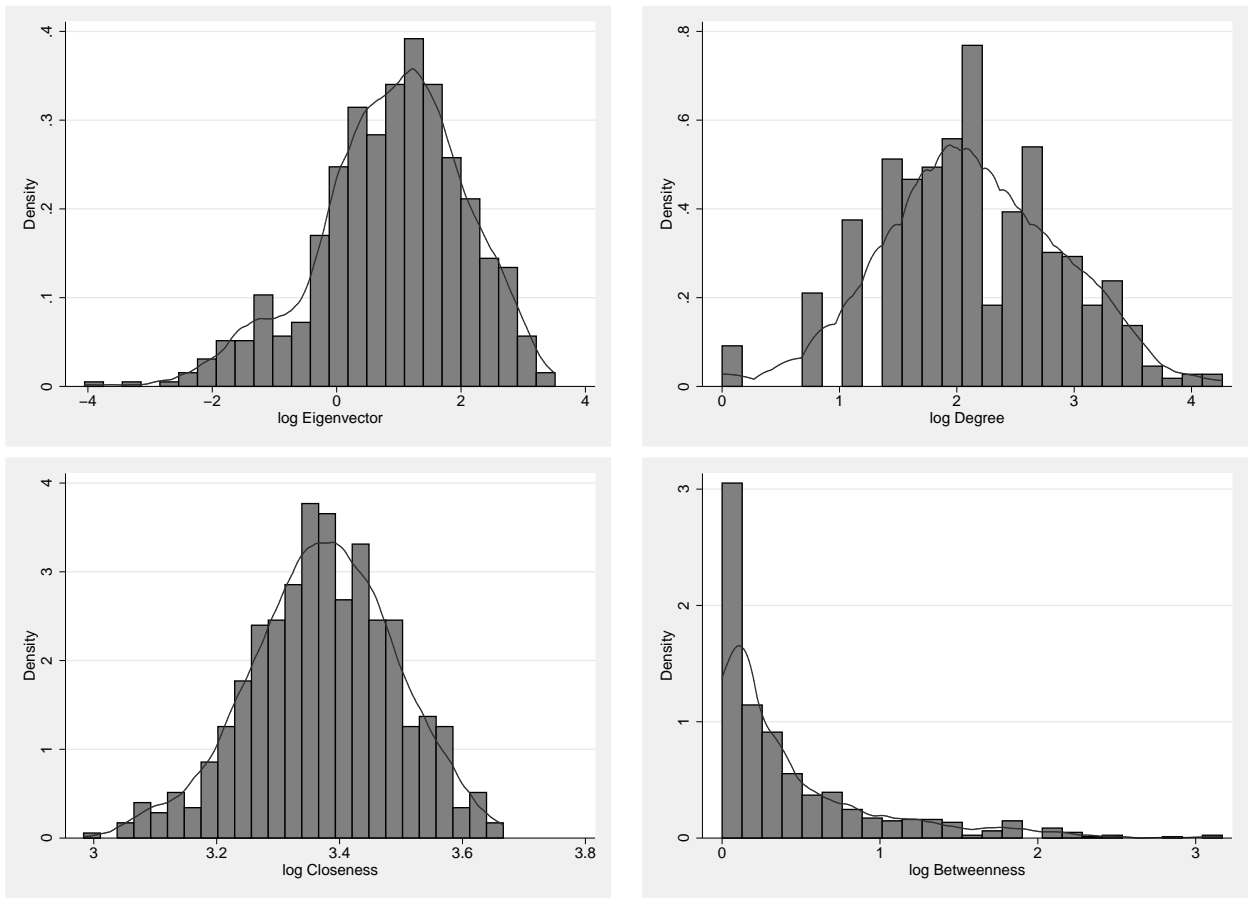 .4
.3
.2
.1
0
Density
−4 −2 0 2 4
log Eigenvector
.8
.6
.4
.2
0
Density
0 1 2 3 4
log Degree
4
3
2
1
0
Density
3 3.2 3.4 3.6 3.8
log Closeness
3
2
1
0
Density
0 1 2 3
log Betweenness